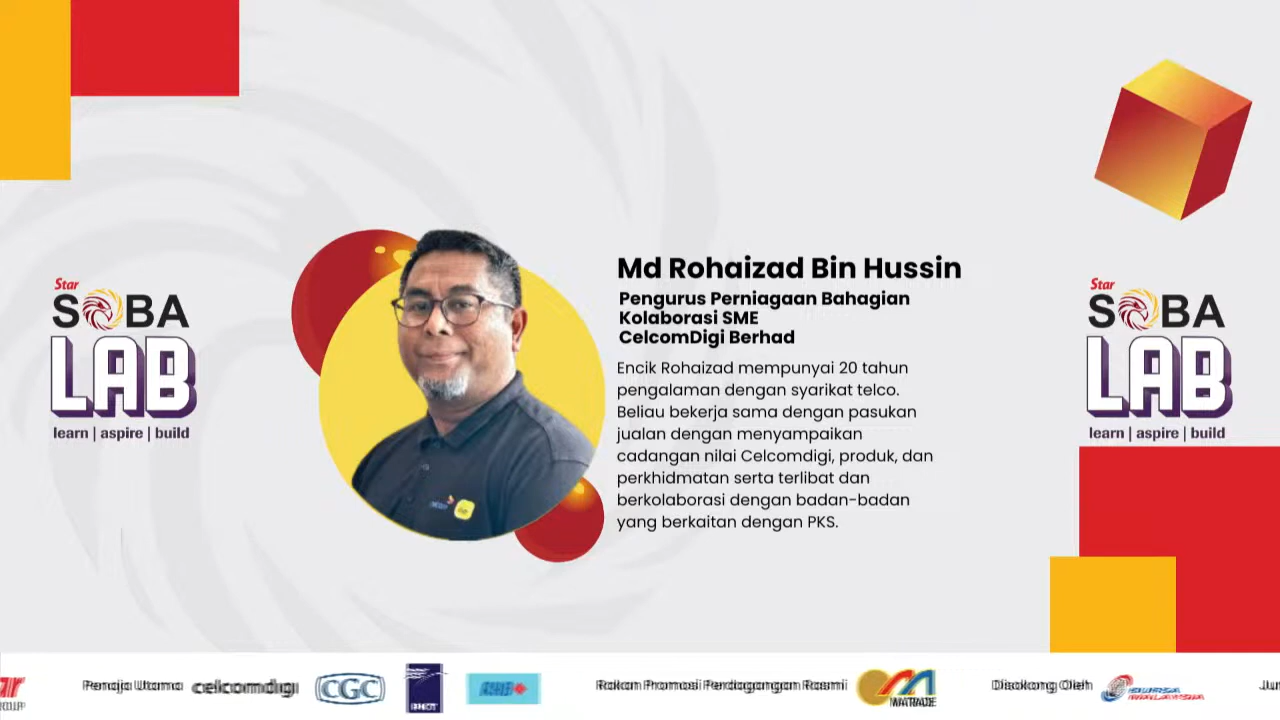 Star
SOBA
LAB
learn | aspire | build
Md Rohaizad Bin Hussin
Pengurus Perniagaan Bahagian
Kolaborasi SME
CelcomDigi Berhad
Encik Rohaizad mempunyai 20 tahun
pengalaman dengan syarikat telco.
Beliau bekerja sama dengan pasukan
jualan dengan menyampaikan
cadangan nilai Celcomdigi, produk, dan
perkhidmatan serta terlibat dan
berkolaborasi dengan badan-badan
yang berkaitan dengan PKS.
Star
SOBA
LAB
learn | aspire | build
Penaja Utama celcomdigi CGC Rakan Promosi Perdagangan Rasmi MATRADE Disokong Oleh BURSA MALAYSIA